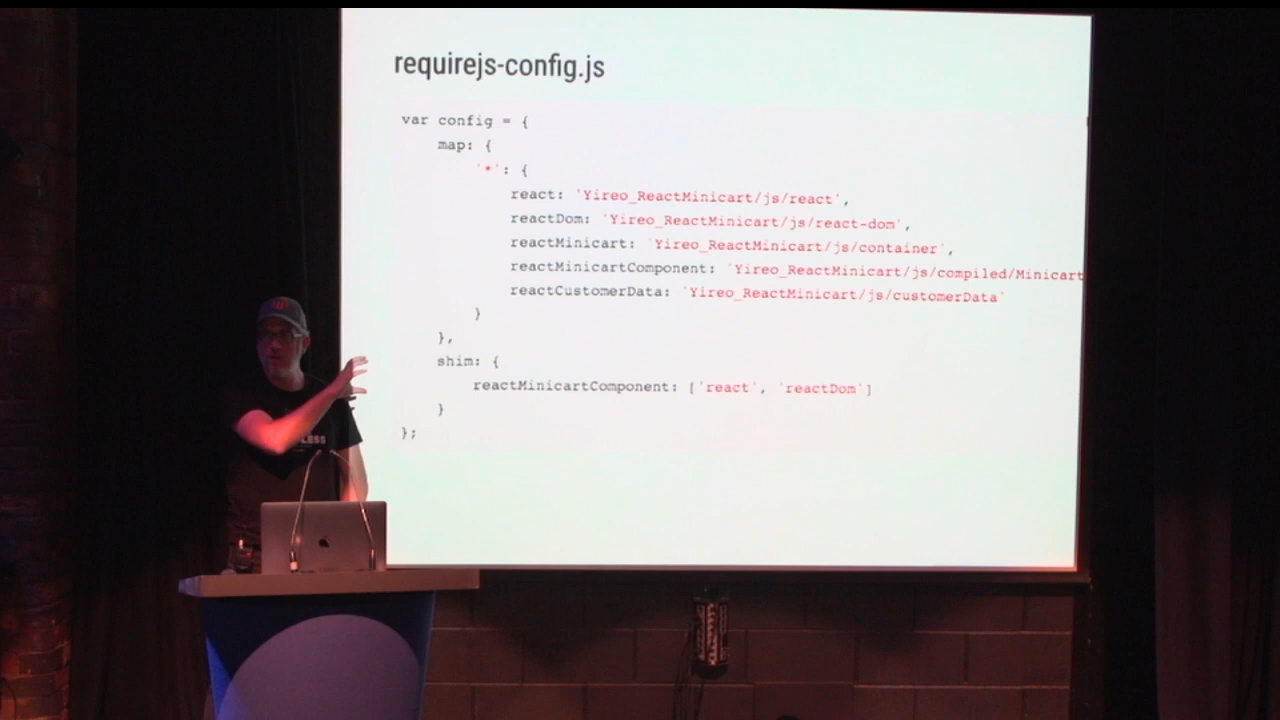 requirejs-config.js
var config = {
map: {
'*': {
react: 'Yireo_ReactMinicart/js/react',
reactDom: 'Yireo_ReactMinicart/js/react-dom',
reactMinicart: 'Yireo_ReactMinicart/js/container',
reactMinicartComponent: 'Yireo_ReactMinicart/js/compiled/Minicart
reactCustomerData: 'Yireo_ReactMinicart/js/customerData'
}
},
shim: {
reactMinicartComponent: ['react', 'reactDom']
}
};